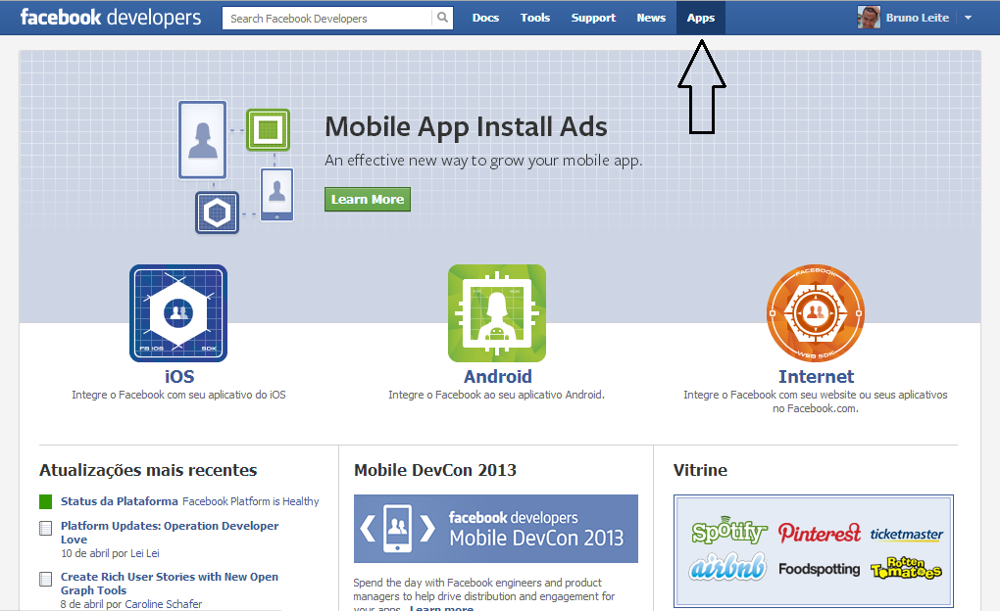 facebook developers
Search Facebook Developers
Docs
Tools
Support
News
Apps
Bruno Leite
Mobile App Install Ads
An effective new way to grow your mobile app.
Learn More
FB IOS SDK
iOS
Integre o Facebook com seu aplicativo do iOS
Android
Integre o Facebook ao seu aplicativo Android.
FACEBOOK
WEB SDK
Internet
Integre o Facebook com seu website ou seus aplicativos
no Facebook.com.
Atualizações mais recentes
Status da Plataforma Facebook Platform is Healthy
Platform Updates: Operation Developer
Love
10 de abril por Lei Lei
Create Rich User Stories with New Open
Graph Tools
8 de abril por Caroline Schafer
Mobile DevCon 2013
facebook developers
Mobile DevCon 2013
Spend the day with Facebook engineers and product
managers to help drive distribution and engagement for
your apps. Learn more
Vitrine
Spotify
Pinterest
ticketmaster
airbnb
Foodspotting
Rotten
Tomatoes